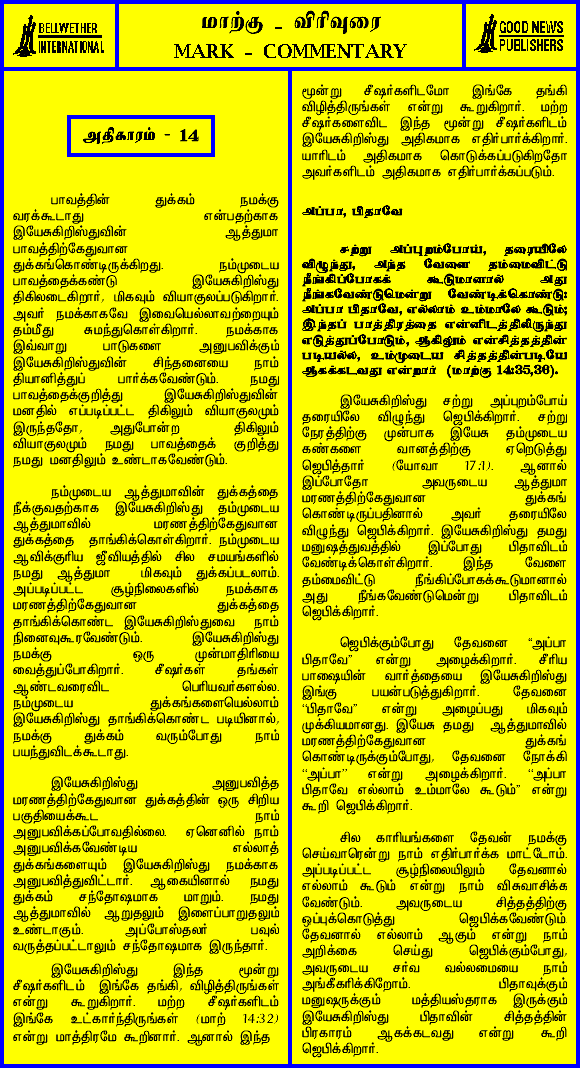 BELLWETHER
INTERNATIONAL
மாற்கு - விரிவுரை
MARK - COMMENTARY
GOOD NEWS
PUBLISHERS
அதிகாரம் - 14
பாவத்தின் துக்கம் நமக்கு
வரக்கூடாது என்பதற்காக
இயேசுகிறிஸ்துவின் ஆத்துமா
பாவத்திற்கேதுவான
துக்கங்கொண்டிருக்கிறது. நம்முடைய
பாவத்தைக்கண்டு இயேசுகிறிஸ்து
திகிலடைகிறார், மிகவும் வியாகுலப்படுகிறார்.
அவர் நமக்காகவே இவையெல்லாவற்றையும்
தம்மீது சுமந்துகொள்கிறார். நமக்காக
இவ்வாறு பாடுகளை அனுபவிக்கும்
இயேசுகிறிஸ்துவின் சிந்தனையை நாம்
தியானித்துப் பார்க்கவேண்டும். நமது
பாவத்தைக்குறித்து இயேசுகிறிஸ்துவின்
மனதில் எப்படிப்பட்ட திகிலும் வியாகுலமும்
இருந்ததோ, அதுபோன்ற திகிலும்
வியாகுலமும் நமது பாவத்தைக் குறித்து
நமது மனதிலும் உண்டாகவேண்டும்.
நம்முடைய ஆத்துமாவின் துக்கத்தை
நீக்குவதற்காக இயேசுகிறிஸ்து தம்முடைய
ஆத்துமாவில் மரணத்திற்கேதுவான
துக்கத்தை தாங்கிக்கொள்கிறார். நம்முடைய
ஆவிக்குரிய ஜீவியத்தில் சில சமயங்களில்
நமது ஆத்துமா மிகவும் துக்கப்படலாம்.
அப்படிப்பட்ட சூழ்நிலைகளில் நமக்காக
மரணத்திற்கேதுவான துக்கத்தை
தாங்கிக்கொண்ட இயேசுகிறிஸ்துவை நாம்
நினைவுகூரவேண்டும். இயேசுகிறிஸ்து
நமக்கு ஒரு முன்மாதிரியை
வைத்துப்போகிறார். சீஷர்கள் தங்கள்
ஆண்டவரைவிட பெரியவர்களல்ல.
நம்முடைய துக்கங்களையெல்லாம்
இயேசுகிறிஸ்து தாங்கிக்கொண்ட படியினால்,
நமக்கு துக்கம் வரும்போது நாம்
பயந்துவிடக்கூடாது.
இயேசுகிறிஸ்து அனுபவித்த
மரணத்திற்கேதுவான துக்கத்தின் ஒரு சிறிய
பகுதியைக்கூட நாம்
அனுபவிக்கப்போவதில்லை. ஏனெனில் நாம்
அனுபவிக்கவேண்டிய எல்லாத்
துக்கங்களையும் இயேசுகிறிஸ்து நமக்காக
அனுபவித்துவிட்டார். ஆகையினால் நமது
துக்கம் சந்தோஷமாக மாறும். நமது
ஆத்துமாவில் ஆறுதலும் இளைப்பாறுதலும்
உண்டாகும். அப்போஸ்தலர் பவுல்
வருத்தப்பட்டாலும் சந்தோஷமாக இருந்தார்.
இயேசுகிறிஸ்து இந்த மூன்று
சீஷர்களிடம் இங்கே தங்கி, விழித்திருங்கள்
என்று கூறுகிறார். மற்ற சீஷர்களிடம்
இங்கே உட்கார்ந்திருங்கள் (மாற் 14:32)
என்று மாத்திரமே கூறினார். ஆனால் இந்த
மூன்று சீஷர்களிடமோ இங்கே தங்கி
விழித்திருங்கள் என்று கூறுகிறார். மற்ற
சீஷர்களைவிட இந்த மூன்று சீஷர்களிடம்
இயேசுகிறிஸ்து அதிகமாக எதிர்பார்க்கிறார்.
யாரிடம் அதிகமாக கொடுக்கப்படுகிறதோ
அவர்களிடம் அதிகமாக எதிர்பார்க்கப்படும்.
அப்பா, பிதாவே
சற்று அப்புறம்போய், தரையிலே
விழுந்து, அந்த வேளை தம்மைவிட்டு
நீங்கிப்போகக் கூடுமானால் அது
நீங்கவேண்டுமென்று வேண்டிக்கொண்டு:
அப்பா பிதாவே, எல்லாம் உம்மாலே கூடும்;
இந்தப் பாத்திரத்தை என்னிடத்திலிருந்து
எடுத்துப்போடும், ஆகிலும் என்சித்தத்தின்
படியல்ல, உம்முடைய சித்தத்தின்படியே
ஆகக்கடவது என்றார் (மாற்கு 14:35,36).
இயேசுகிறிஸ்து சற்று அப்புறம்போய்
தரையிலே விழுந்து ஜெபிக்கிறார். சற்று
நேரத்திற்கு முன்பாக இயேசு தம்முடைய
கண்களை வானத்திற்கு ஏறெடுத்து
ஜெபித்தார் (யோவா 17:1). ஆனால்
இப்போதோ அவருடைய ஆத்துமா
மரணத்திற்கேதுவான துக்கங்
கொண்டிருப்பதினால் அவர் தரையிலே
விழுந்து ஜெபிக்கிறார். இயேசுகிறிஸ்து தமது
மனுஷத்துவத்தில் இப்போது பிதாவிடம்
வேண்டிக்கொள்கிறார். இந்த வேளை
தம்மைவிட்டு நீங்கிப்போகக்கூடுமானால்
அது நீங்கவேண்டுமென்று பிதாவிடம்
ஜெபிக்கிறார்.
ஜெபிக்கும்போது தேவனை “அப்பா
பிதாவே” என்று அழைக்கிறார். சீரிய
பாஷையின் வார்த்தையை இயேசுகிறிஸ்து
இங்கு பயன்படுத்துகிறார். தேவனை
“பிதாவே” என்று அழைப்பது மிகவும்
முக்கியமானது. இயேசு தமது ஆத்துமாவில்
மரணத்திற்கேதுவான துக்கங்
கொண்டிருக்கும்போது, தேவனை நோக்கி
“அப்பா” என்று அழைக்கிறார். “அப்பா
பிதாவே எல்லாம் உம்மாலே கூடும்” என்று
கூறி ஜெபிக்கிறார்.
சில காரியங்களை தேவன் நமக்கு
செய்வாரென்று நாம் எதிர்பார்க்க மாட்டோம்.
அப்படிப்பட்ட சூழ்நிலையிலும் தேவனால்
எல்லாம் கூடும் என்று நாம் விசுவாசிக்க
வேண்டும். அவருடைய சித்தத்திற்கு
ஒப்புக்கொடுத்து ஜெபிக்கவேண்டும்.
தேவனால் எல்லாம் ஆகும் என்று நாம்
அறிக்கை செய்து ஜெபிக்கும்போது,
அவருடைய சர்வ வல்லமையை நாம்
அங்கீகரிக்கிறோம். பிதாவுக்கும்
மனுஷருக்கும் மத்தியஸ்தராக இருக்கும்
இயேசுகிறிஸ்து பிதாவின் சித்தத்தின்
பிரகாரம் ஆகக்கடவது என்று கூறி
ஜெபிக்கிறார்.